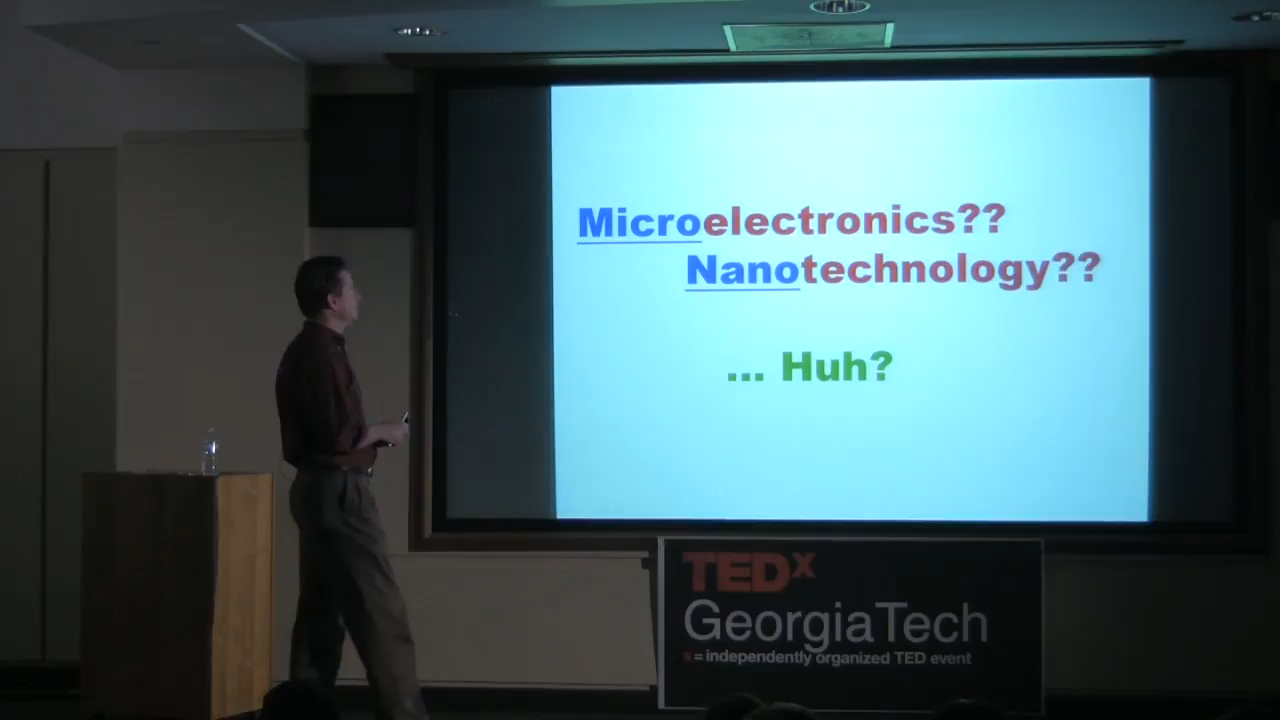 Microelectronics??
Nanotechnology??
... Huh?
TEDx
GeorgiaTech
x = independently organized TED event